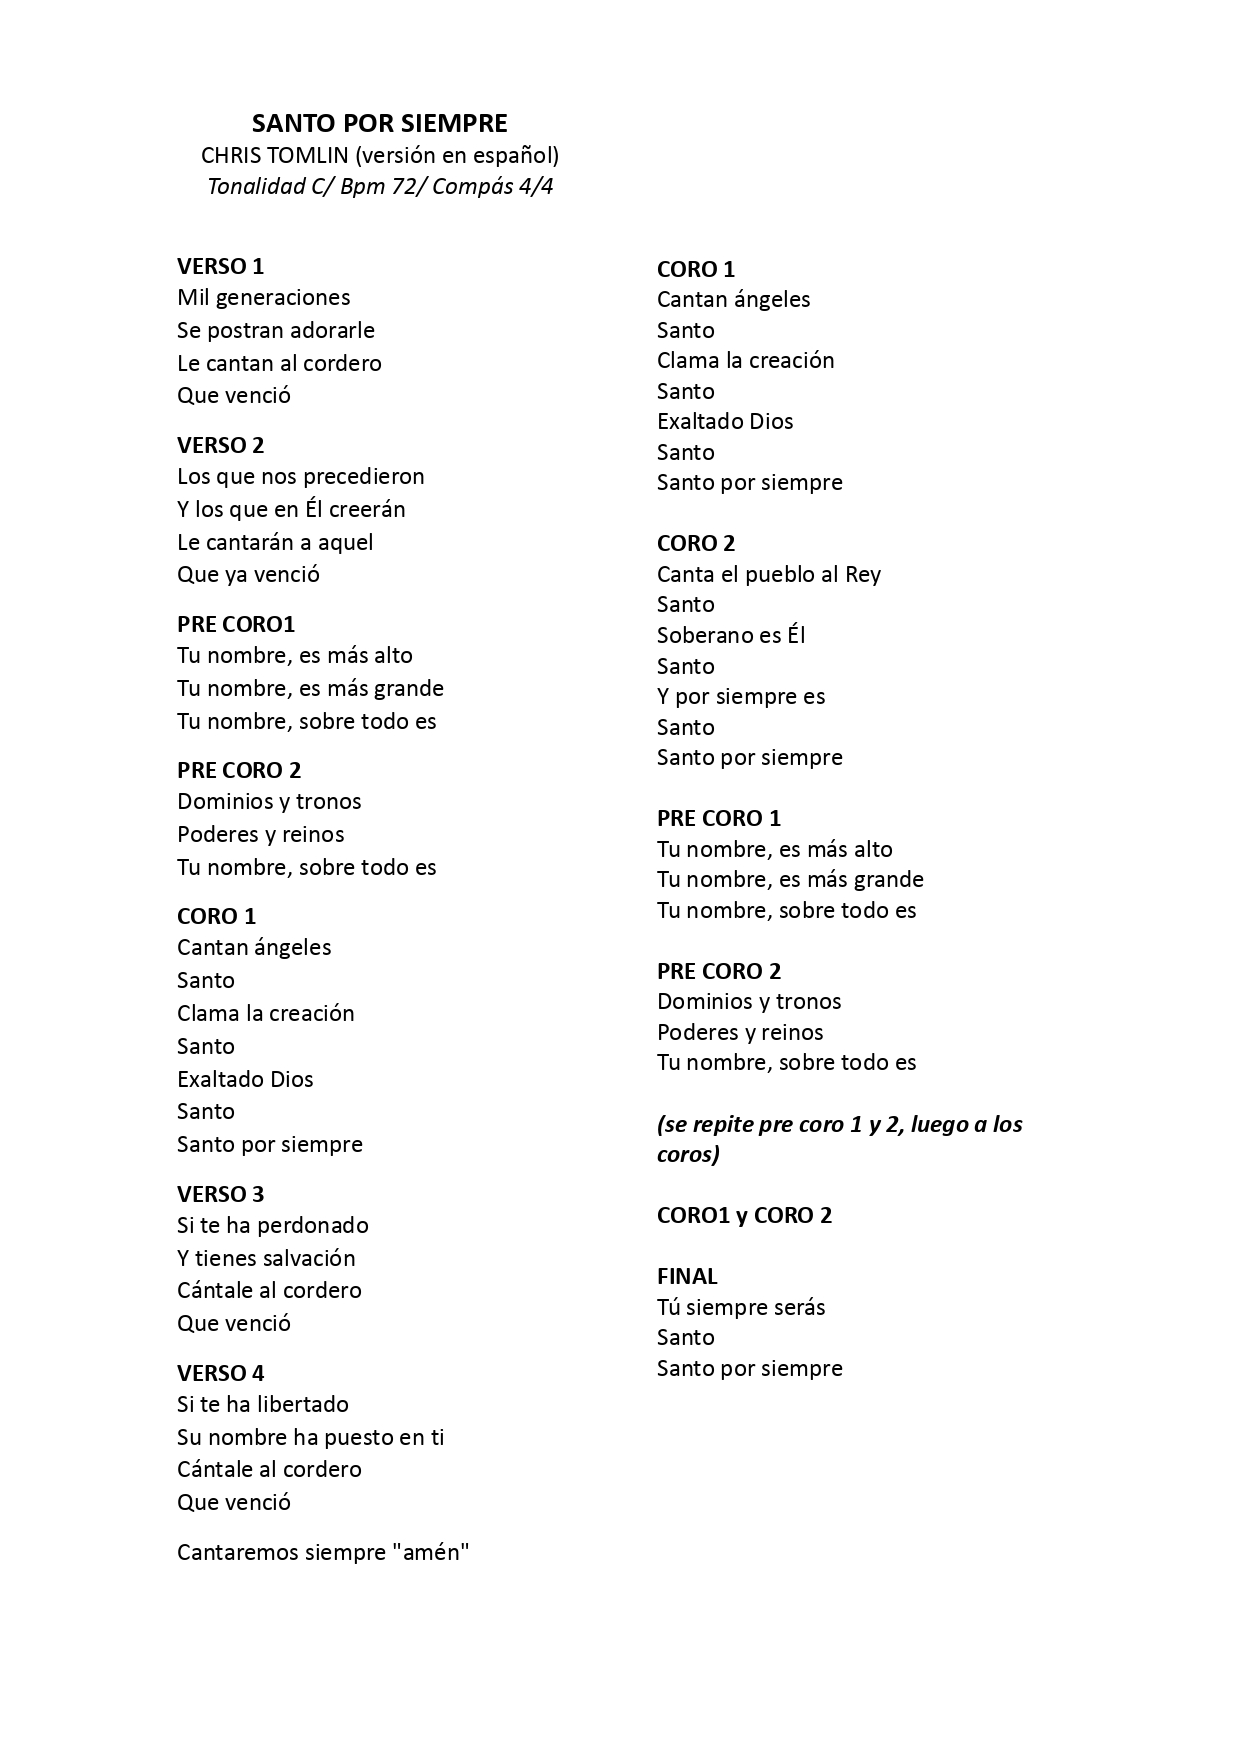 SANTO POR SIEMPRE
CHRIS TOMLIN (versión en español)
Tonalidad C/ Bpm 72/ Compás 4/4
VERSO 1
Mil generaciones
Se postran adorarle
Le cantan al cordero
Que venció
VERSO 2
Los que nos precedieron
Y los que en Él creerán
Le cantarán a aquel
Que ya venció
PRE CORO1
Tu nombre, es más alto
Tu nombre, es más grande
Tu nombre, sobre todo es
PRE CORO 2
Dominios y tronos
Poderes y reinos
Tu nombre, sobre todo es
CORO 1
Cantan ángeles
Santo
Clama la creación
Santo
Exaltado Dios
Santo
Santo por siempre
VERSO 3
Si te ha perdonado
Y tienes salvación
Cántale al cordero
Que venció
VERSO 4
Si te ha libertado
Su nombre ha puesto en ti
Cántale al cordero
Que venció
Cantaremos siempre "amén"
CORO 1
Cantan ángeles
Santo
Clama la creación
Santo
Exaltado Dios
Santo
Santo por siempre
CORO 2
Canta el pueblo al Rey
Santo
Soberano es Él
Santo
Y por siempre es
Santo
Santo por siempre
PRE CORO 1
Tu nombre, es más alto
Tu nombre, es más grande
Tu nombre, sobre todo es
PRE CORO 2
Dominios y tronos
Poderes y reinos
Tu nombre, sobre todo es
(se repite pre coro 1 y 2, luego a los
coros)
CORO1 y CORO 2
FINAL
Tú siempre serás
Santo
Santo por siempre